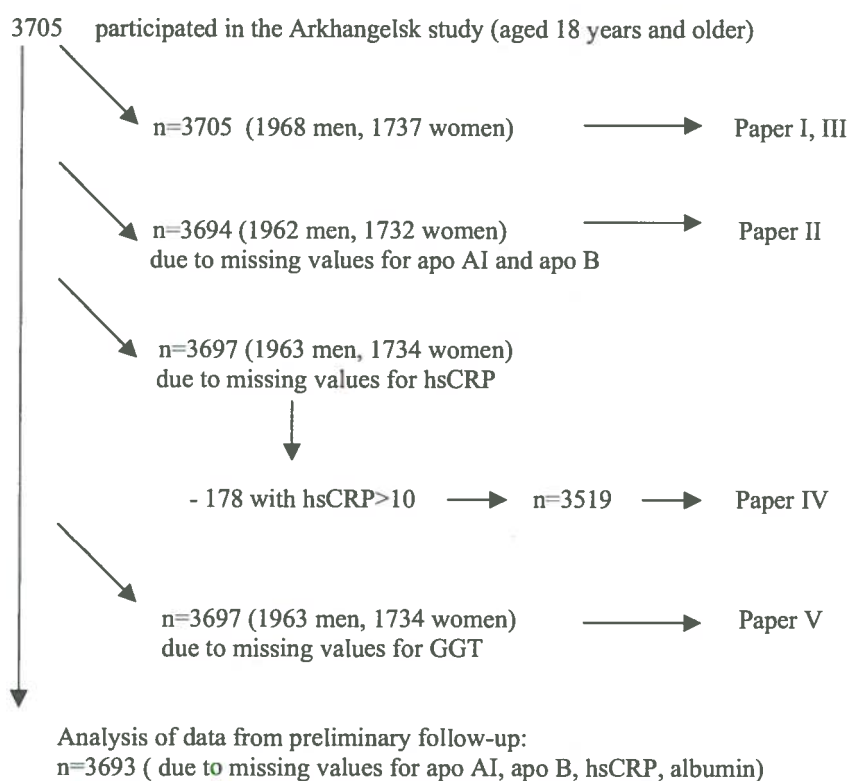 3705 participated in the Arkhangelsk study (aged 18 years and older)
n=3705 (1968 men, 1737 women) Paper I, III
n=3694 (1962 men, 1732 women) Paper II
due to missing values for apo AI and apo B
n=3697 (1963 men, 1734 women)
due to missing values for hsCRP
- 178 with hsCRP>10 n=3519 Paper IV
n=3697 (1963 men, 1734 women) Paper V
due to missing values for GGT
Analysis of data from preliminary follow-up:
n=3693 ( due to missing values for apo AI, apo B, hsCRP, albumin)